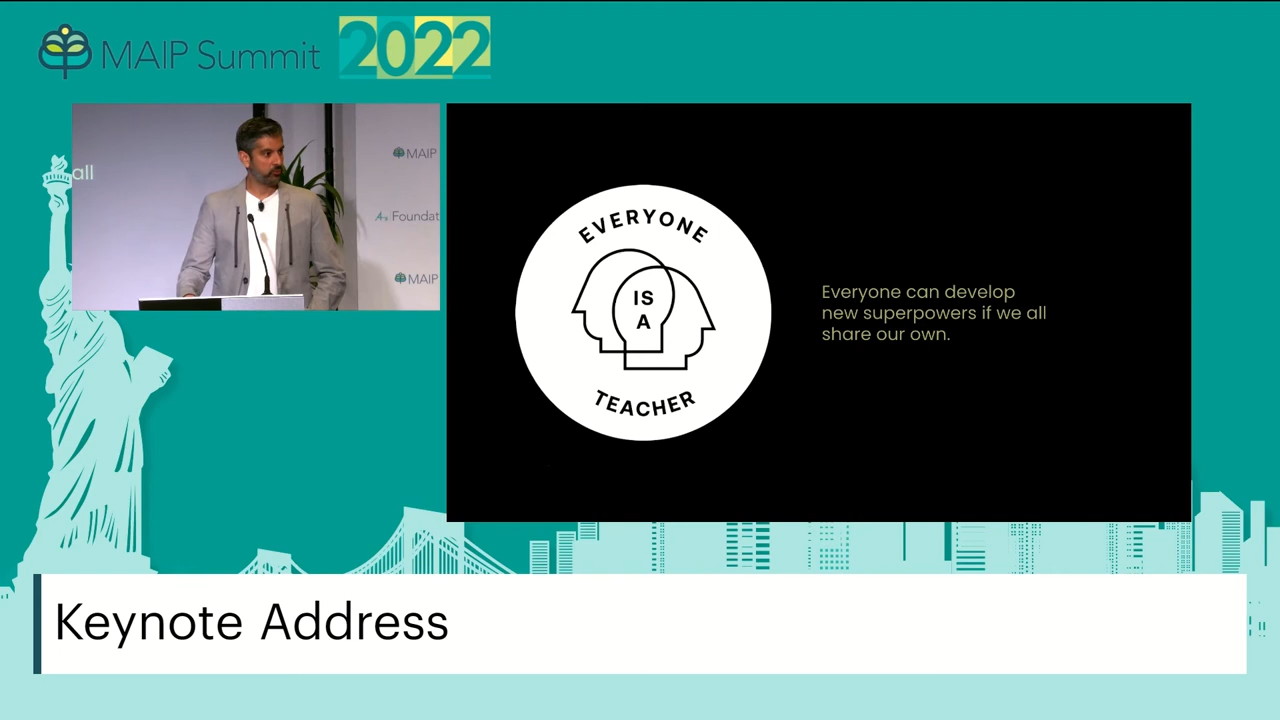 MAIP Summit 2022
all
MAIP
Foundat
MAIP
EVERYONE
IS
A
TEACHER
Everyone can develop
new superpowers if we all
share our own.
Keynote Address